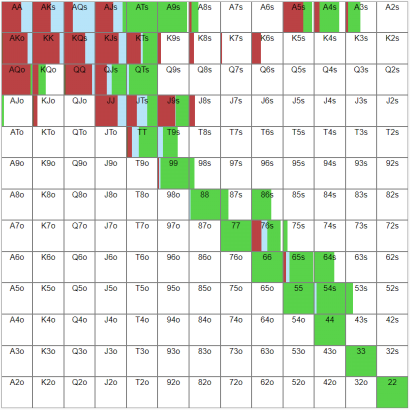 AA AKs AQs AJs ATs A9s A8s A7s A6s A5s A4s A3s A2s
AKo KK KQs KJs KTs K9s K8s K7s K6s K5s K4s K3s K2s
AQo KQo QQ QJs QTs Q9s Q8s Q7s Q6s Q5s Q4s Q3s Q2s
AJo KJo QJo JJ JTs J9s J8s J7s J6s J5s J4s J3s J2s
ATo KTo QTo JTo TT T9s T8s T7s T6s T5s T4s T3s T2s
A9o K9o Q9o J9o T9o 99 98s 97s 96s 95s 94s 93s 92s
A8o K8o Q8o J8o T8o 98o 88 87s 86s 85s 84s 83s 82s
A7o K7o Q7o J7o T7o 97o 87o 77 76s 75s 74s 73s 72s
A6o K6o Q6o J6o T6o 96o 86o 76o 66 65s 64s 63s 62s
A5o K5o Q5o J5o T5o 95o 85o 75o 65o 55 54s 53s 52s
A4o K4o Q4o J4o T4o 94o 84o 74o 64o 54o 44 43s 42s
A3o K3o Q3o J3o T3o 93o 83o 73o 63o 53o 43o 33 32s
A2o K2o Q2o J2o T2o 92o 82o 72o 62o 52o 42o 32o 22